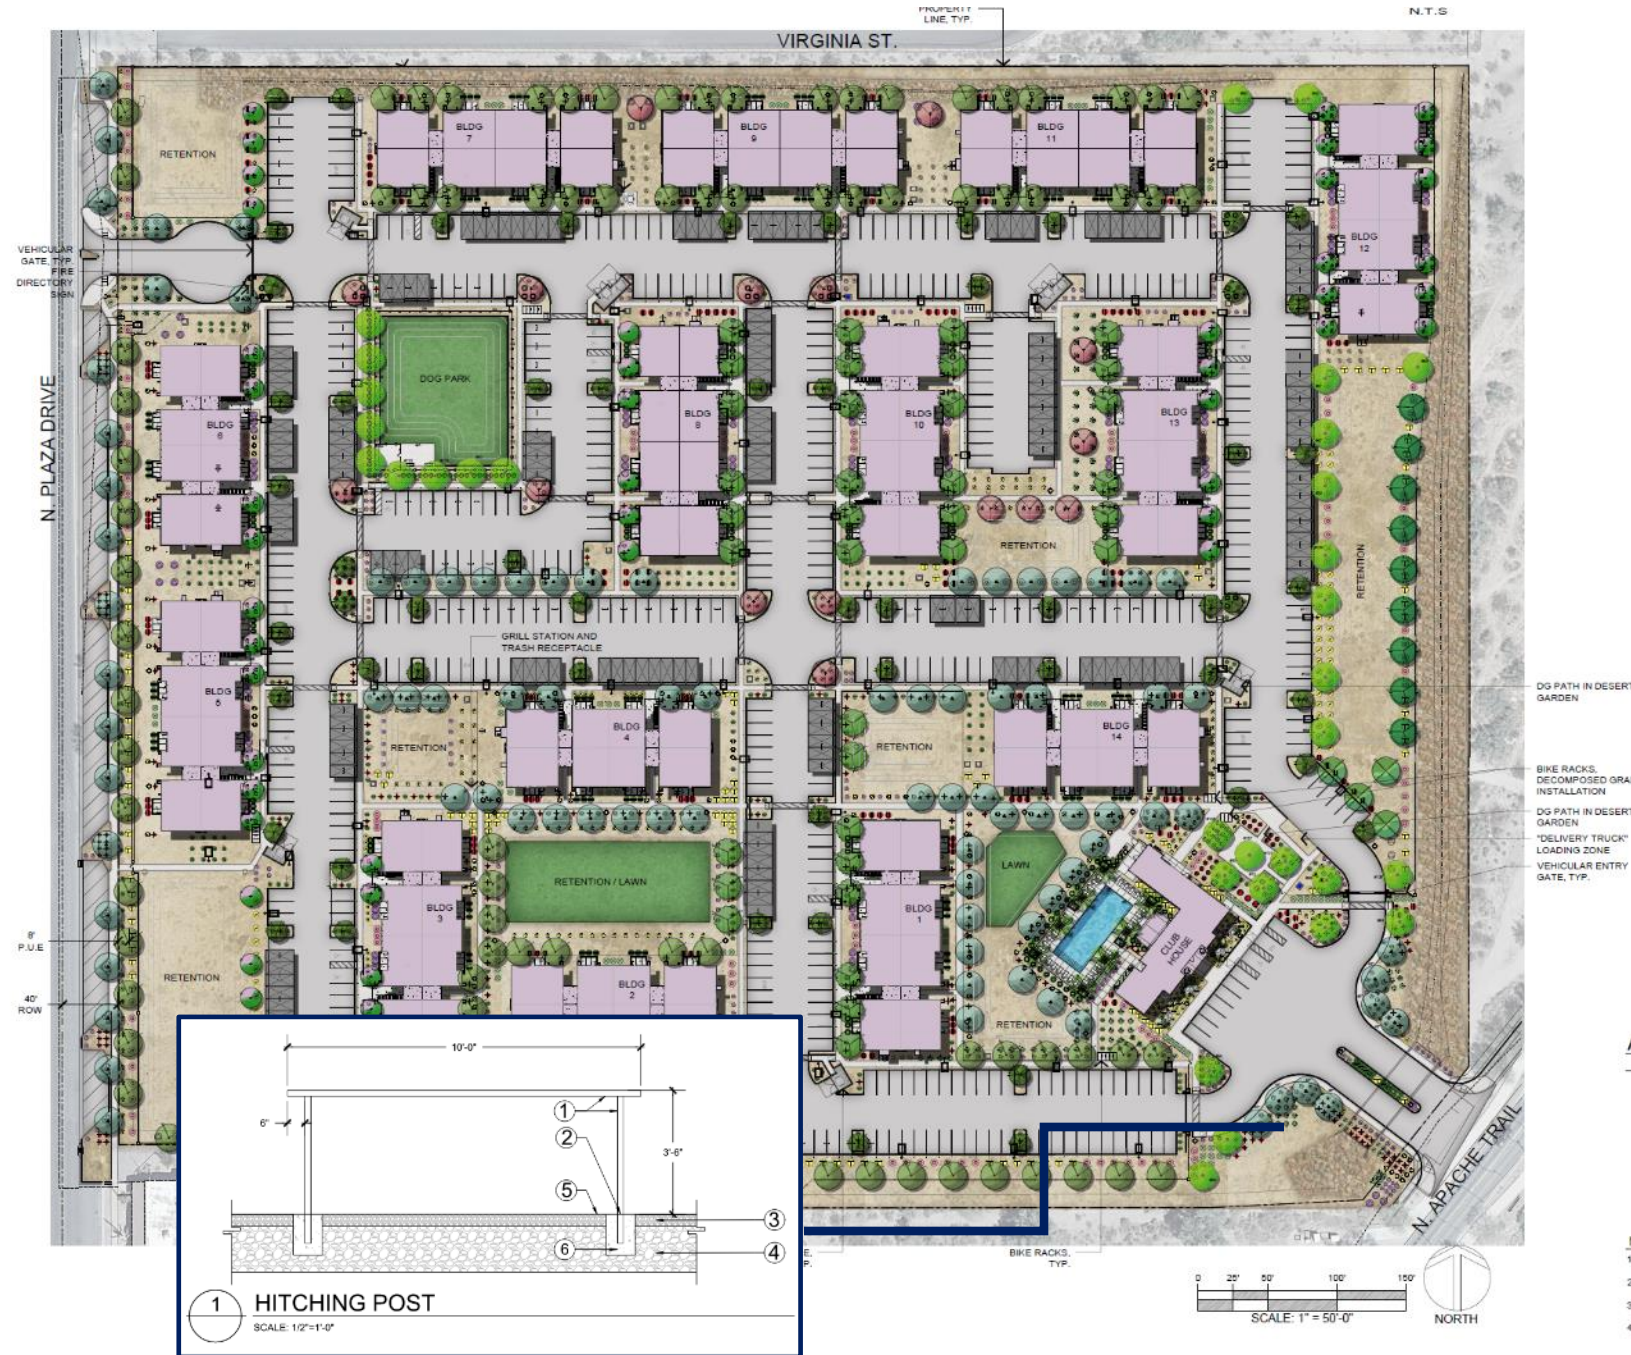 PROPERTY
LINE, TYP.
N.T.S
VIRGINIA ST.
RETENTION
BLDG
7
BLDG
9
BLDG
11
BLDG
12
VEHICULAR
GATE, TYP.
FIRE
DIRECTORY
SIGN
N. PLAZA DRIVE
DOG PARK
BLDG
6
BLDG
8
BLDG
10
BLDG
13
RETENTION
RETENTION
GRILL STATION AND
TRASH RECEPTACLE
BLDG
5
RETENTION
BLDG
4
RETENTION
BLDG
14
DG PATH IN DESERT
GARDEN
BIKE RACKS,
DECOMPOSED GRA
INSTALLATION
DG PATH IN DESERT
GARDEN
"DELIVERY TRUCK"
LOADING ZONE
VEHICULAR ENTRY
GATE, TYP.
LAWN
RETENTION / LAWN
BLDG
3
BLDG
1
CLUB
HOUSE
8'
P.U.E
RETENTION
BLDG
2
40'
ROW
RETENTION
10'-0"
6"
1
2
3'-6"
5
3
6
4
1
HITCHING POST
SCALE: 1/2"=1'-0"
E,
P.
BIKE RACKS,
TYP.
N. APACHE TRAIL
0 25' 50' 100' 150'
SCALE: 1" = 50'-0"
NORTH